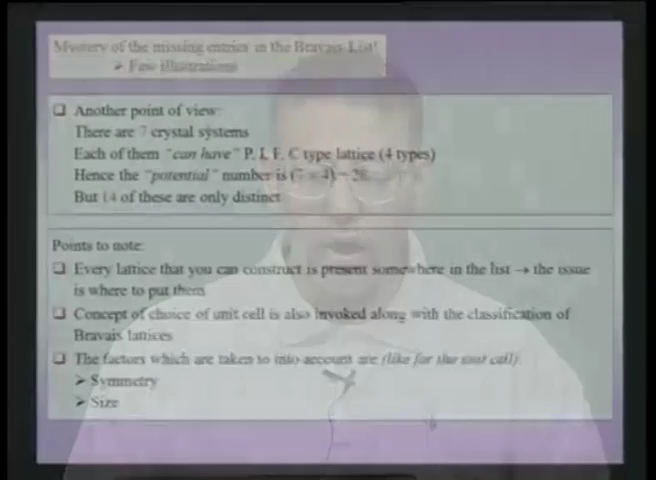 Mystery of the missing entries in the Bravais List!
➢ Few illustrations
❑ Another point of view:
There are 7 crystal systems
Each of them "can have" P, I, F, C type lattice (4 types)
Hence the "potential" number is (7 × 4) = 28
But 14 of these are only distinct
Points to note:
❑ Every lattice that you can construct is present somewhere in the list → the issue
is where to put them
❑ Concept of choice of unit cell is also invoked along with the classification of
Bravais lattices
❑ The factors which are taken to into account are (like for the unit cell):
➢ Symmetry
➢ Size